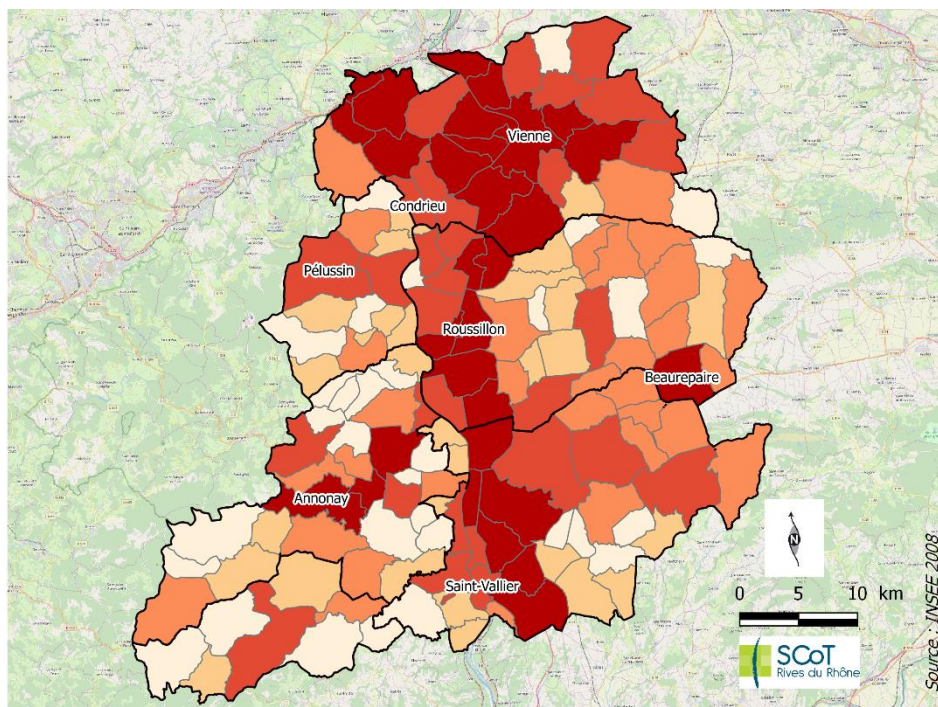 Vienne
Condrieu
Pélussin
Roussillon
Beaurepaire
Annonay
Saint-Vallier
N
0 5 10 km
SCoT
Rives du Rhône
Source : INSEE 2008